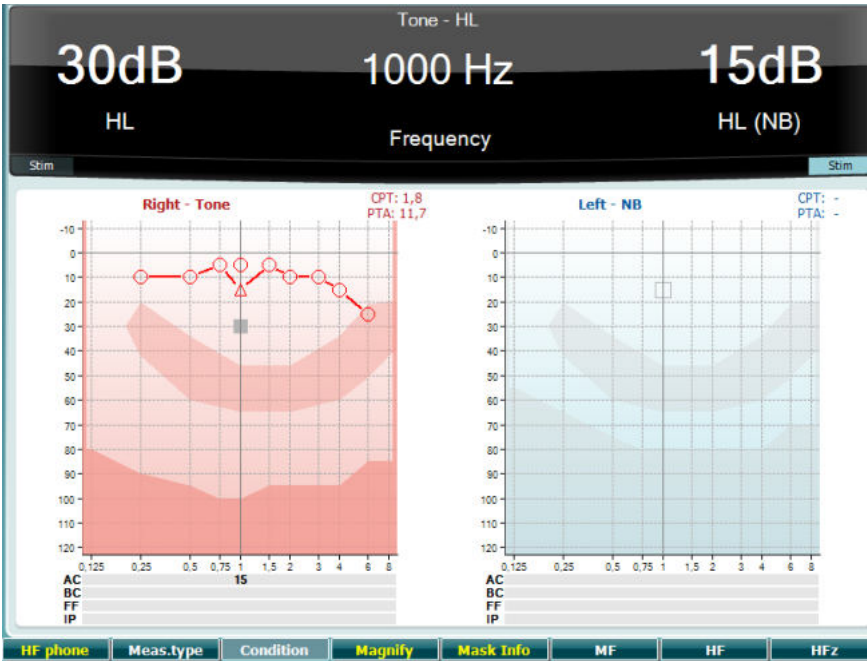 Tone - HL
30dB 1000 Hz 15dB
HL Frequency HL (NB)
Stim Stim
Right - Tone CPT: 1,8
PTA: 11,7
Left - NB CPT: -
PTA: -
-10
0
10
20
30
40
50
60
70
80
90
100
110
120
0,125 0,25 0,5 0,75 1 1,5 2 3 4 6 8
AC 15
BC
FF
IP
-10
0
10
20
30
40
50
60
70
80
90
100
110
120
0,125 0,25 0,5 0,75 1 1,5 2 3 4 6 8
AC
BC
FF
IP
HF phone Meas.type Condition Magnify Mask Info MF HF HFz